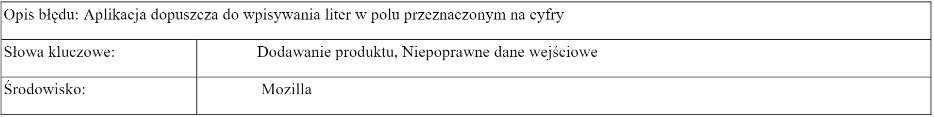 Opis błędu: Aplikacja dopuszcza do wpisywania liter w polu przeznaczonym na cyfry
Słowa kluczowe: Dodawanie produktu, Niepoprawne dane wejściowe
Środowisko: Mozilla